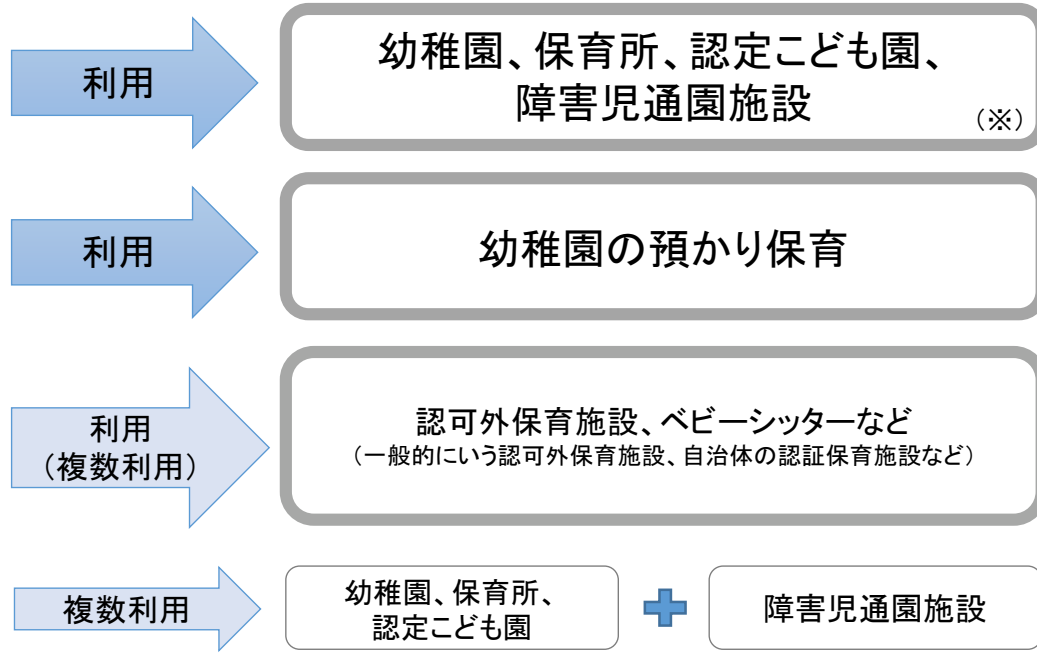 利用
幼稚園、保育所、認定こども園、
障害児通園施設
（※）
利用
幼稚園の預かり保育
利用
（複数利用）
認可外保育施設、ベビーシッターなど
（一般的にいう認可外保育施設、自治体の認証保育施設など）
複数利用
幼稚園、保育所、
認定こども園
障害児通園施設